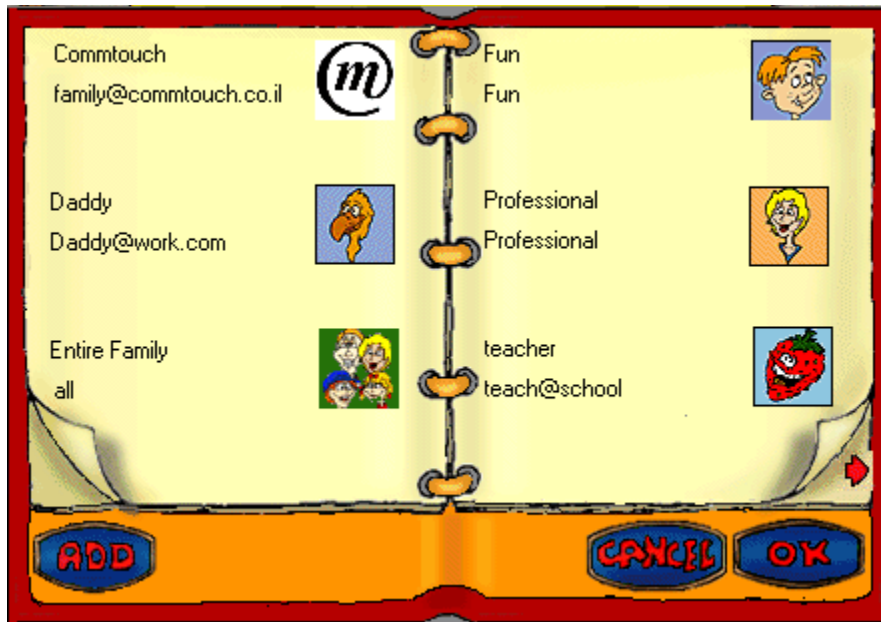 Commtouch
family@commtouch.co.il
m
Daddy
Daddy@work.com
Entire Family
all
Fun
Fun
Professional
Professional
teacher
teach@school
ADD
CANCEL
OK